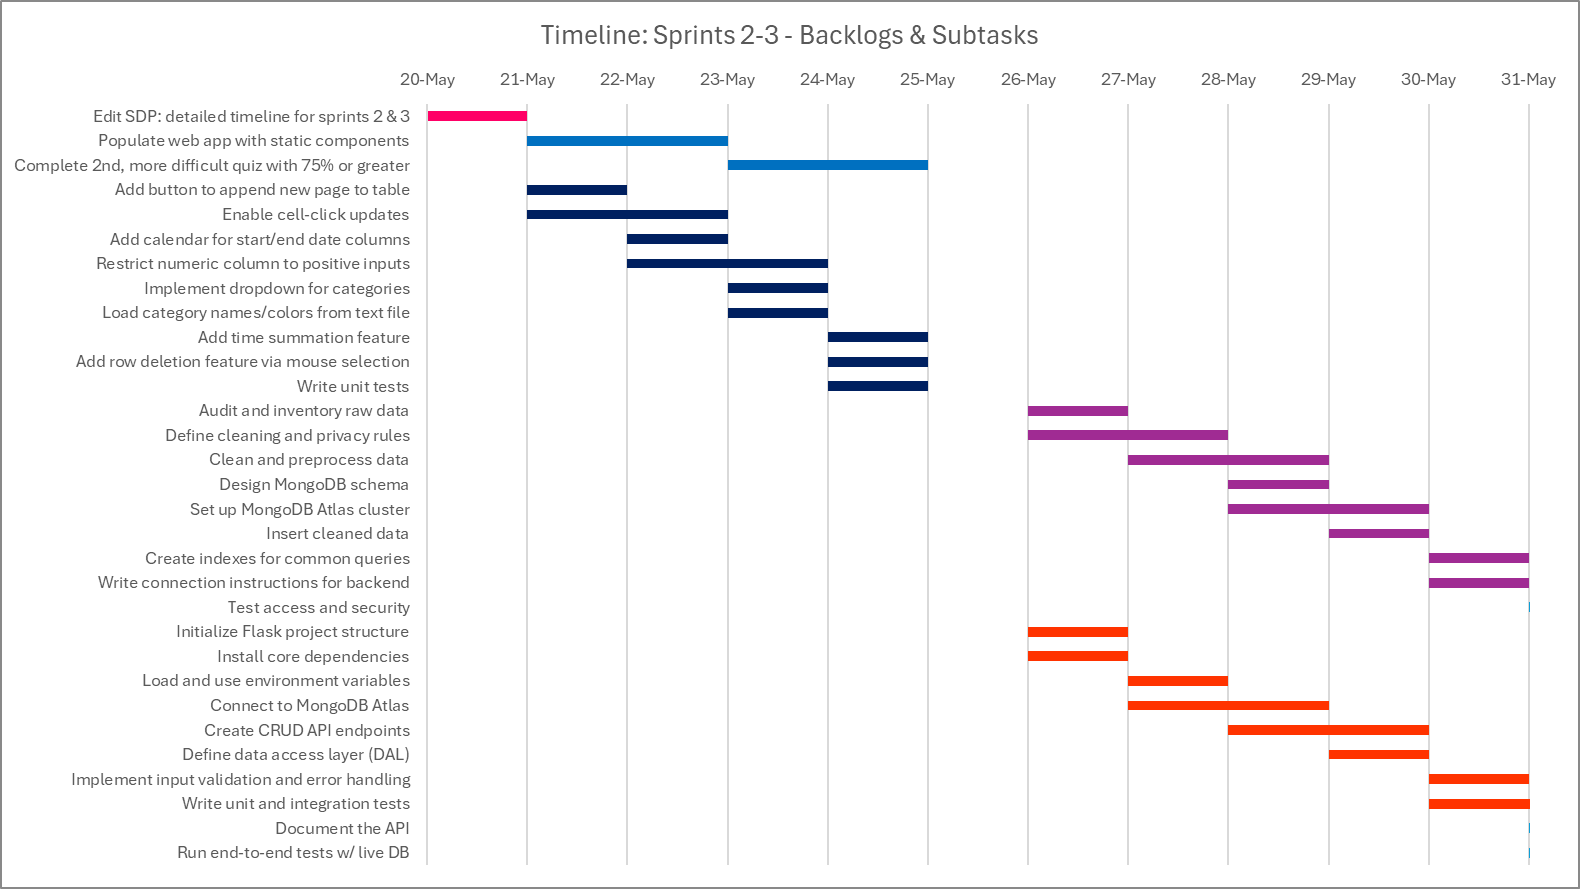 Timeline: Sprints 2-3 - Backlogs & Subtasks
20-May 21-May 22-May 23-May 24-May 25-May 26-May 27-May 28-May 29-May 30-May 31-May
Edit SDP: detailed timeline for sprints 2 & 3
Populate web app with static components
Complete 2nd, more difficult quiz with 75% or greater
Add button to append new page to table
Enable cell-click updates
Add calendar for start/end date columns
Restrict numeric column to positive inputs
Implement dropdown for categories
Load category names/colors from text file
Add time summation feature
Add row deletion feature via mouse selection
Write unit tests
Audit and inventory raw data
Define cleaning and privacy rules
Clean and preprocess data
Design MongoDB schema
Set up MongoDB Atlas cluster
Insert cleaned data
Create indexes for common queries
Write connection instructions for backend
Test access and security
Initialize Flask project structure
Install core dependencies
Load and use environment variables
Connect to MongoDB Atlas
Create CRUD API endpoints
Define data access layer (DAL)
Implement input validation and error handling
Write unit and integration tests
Document the API
Run end-to-end tests w/ live DB